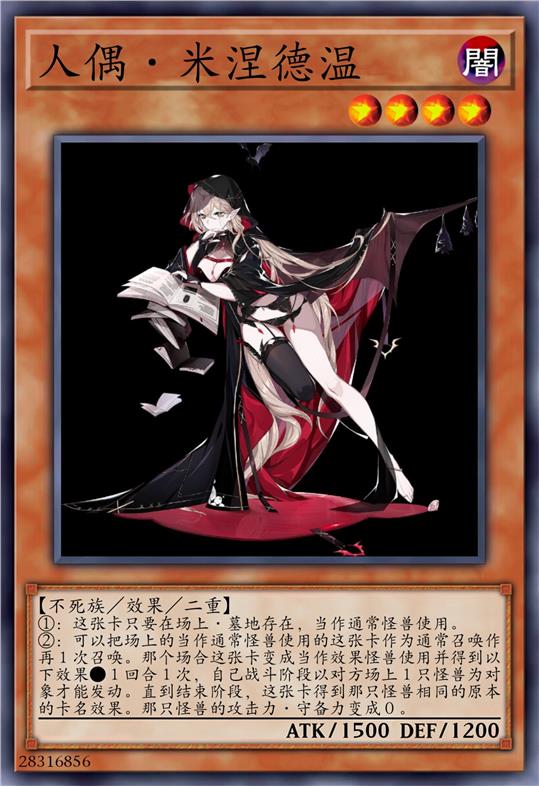 人偶·米涅德温
闇
【不死族／效果／二重】
①：这张卡只要在场上·墓地存在，当作通常怪兽使用。
②：可以把场上的当作通常怪兽使用的这张卡作为通常召唤作
再1次召唤。那个场合这张卡变成当作效果怪兽使用并得到以
下效果●1回合1次，自己战斗阶段以对方场上1只怪兽为对
象才能发动。直到结束阶段，这张卡得到那只怪兽相同的原本
的卡名效果。那只怪兽的攻击力·守备力变成0。
ATK/1500 DEF/1200
28316856